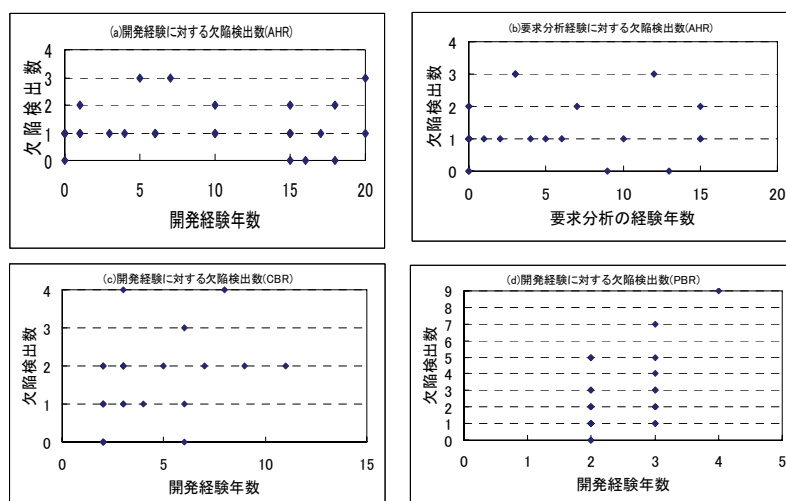 (a)開発経験に対する欠陥検出数(AHR)
欠陥検出数
4
3
2
1
0
0 5 10 15 20
開発経験年数
(b)要求分析経験に対する欠陥検出数(AHR)
欠陥検出数
4
3
2
1
0
0 5 10 15 20
要求分析の経験年数
(c)開発経験に対する欠陥検出数(CBR)
欠陥検出数
4
3
2
1
0
0 5 10 15
開発経験年数
(d)開発経験に対する欠陥検出数(PBR)
欠陥検出数
9
8
7
6
5
4
3
2
1
0
0 1 2 3 4 5
開発経験年数